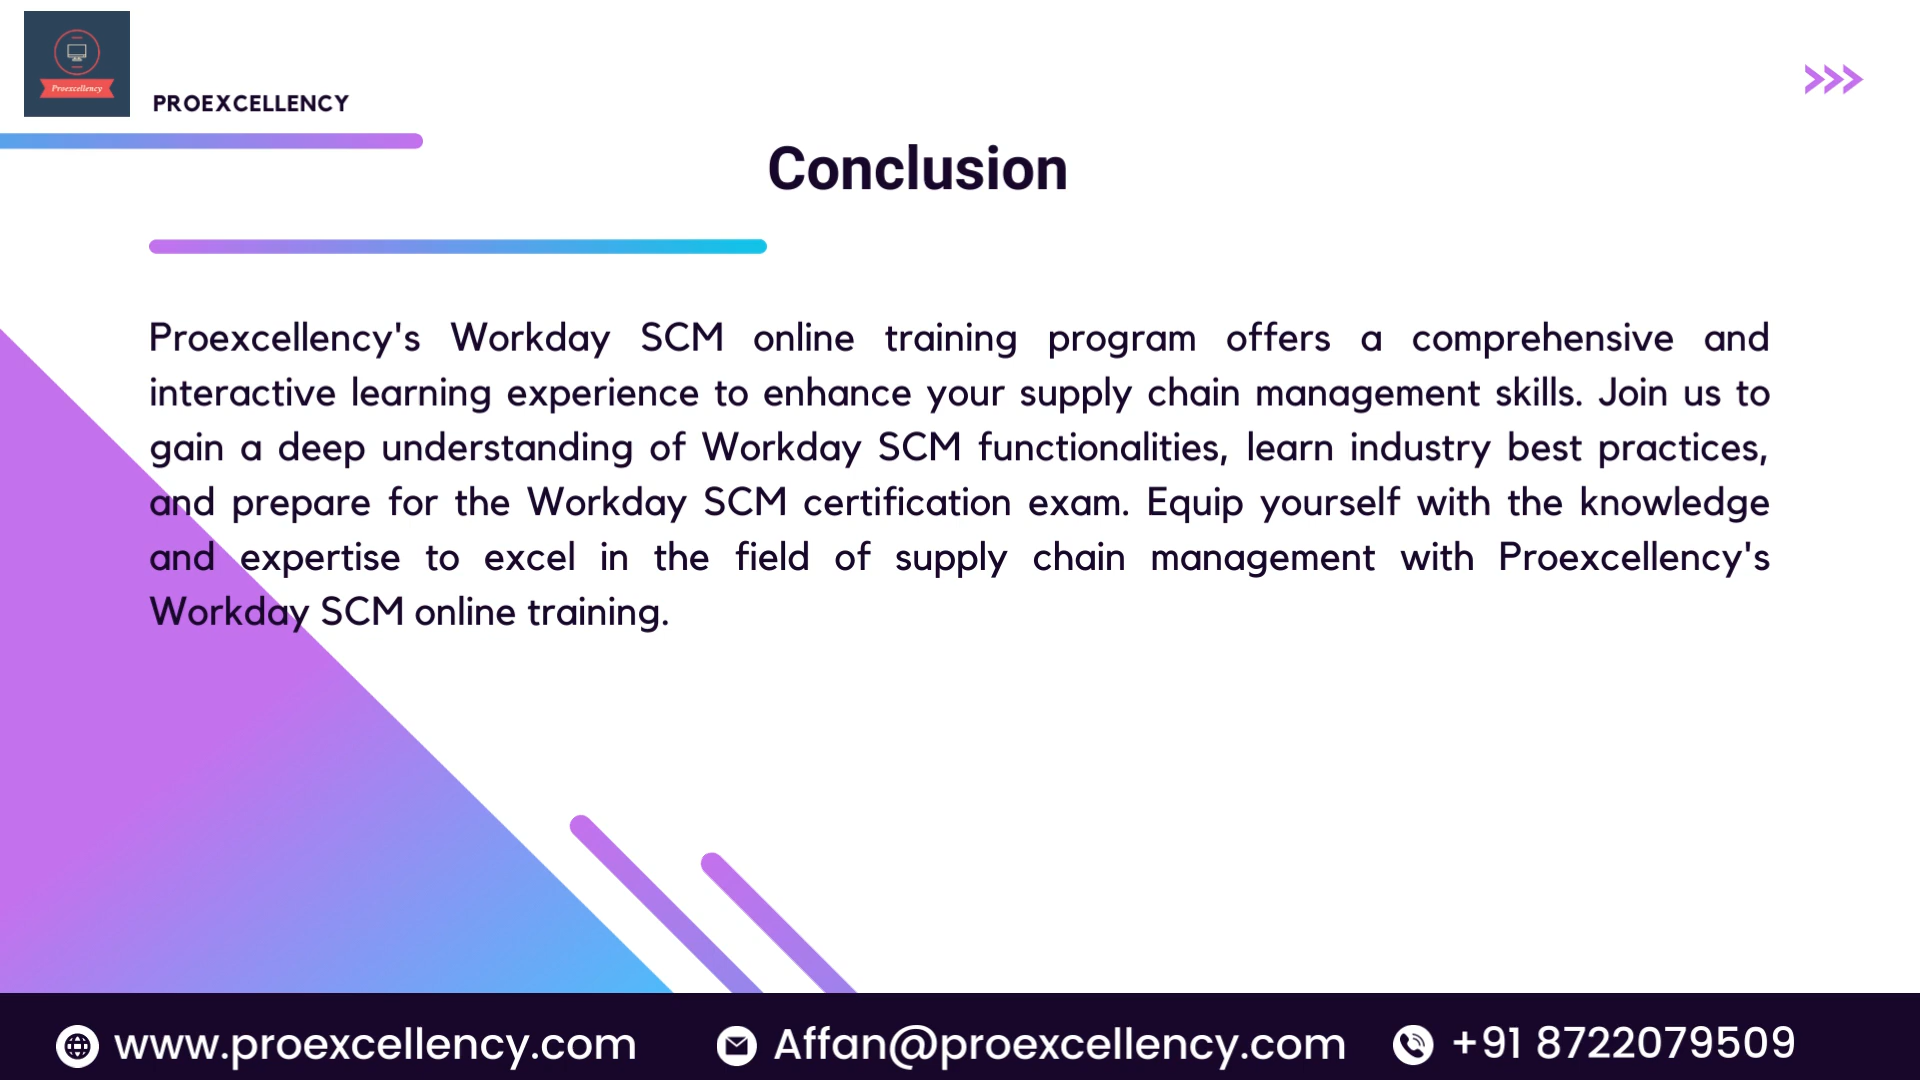 Proexcellency
PROEXCELLENCY
Conclusion
Proexcellency's Workday SCM online training program offers a comprehensive and
interactive learning experience to enhance your supply chain management skills. Join us to
gain a deep understanding of Workday SCM functionalities, learn industry best practices,
and prepare for the Workday SCM certification exam. Equip yourself with the knowledge
and expertise to excel in the field of supply chain management with Proexcellency's
Workday SCM online training.
www.proexcellency.com Affan@proexcellency.com +91 8722079509